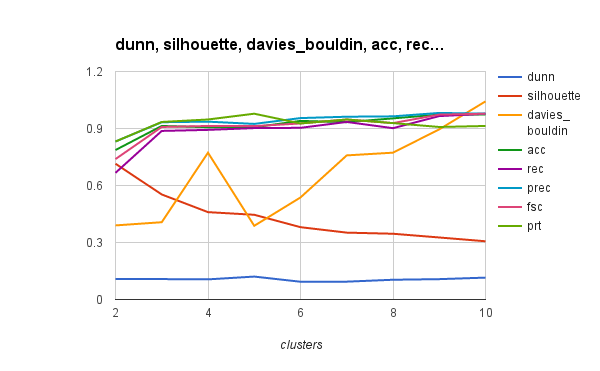 dunn, silhouette, davies_bouldin, acc, rec...
1.2
0.9
0.6
0.3
0
2
4
6
8
10
clusters
dunn
silhouette
davies_
bouldin
acc
rec
prec
fsc
prt